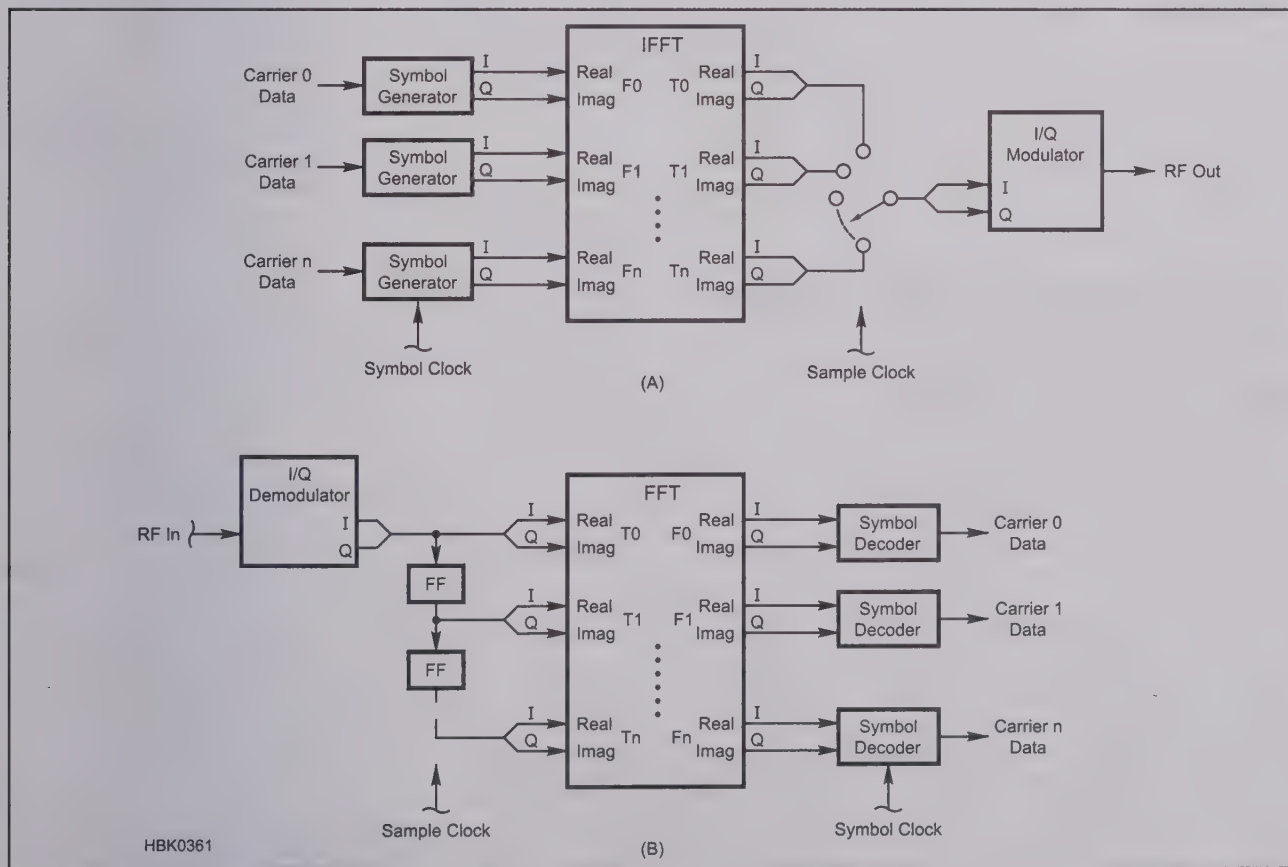 IFFT
Carrier 0
Data
Symbol
Generator
I
Q
Real
Imag
F0
T0
Real
Imag
I
Q
Carrier 1
Data
Symbol
Generator
I
Q
Real
Imag
F1
T1
Real
Imag
I
Q
I/Q
Modulator
I
Q
RF Out
Carrier n
Data
Symbol
Generator
I
Q
Real
Imag
Fn
Tn
Real
Imag
I
Q
Symbol Clock
(A)
Sample Clock
RF In
I/Q
Demodulator
I
Q
FF
FF
FFT
I
Q
Real
Imag
T0
F0
Real
Imag
I
Q
Symbol
Decoder
Carrier 0
Data
I
Q
Real
Imag
T1
F1
Real
Imag
I
Q
Symbol
Decoder
Carrier 1
Data
I
Q
Real
Imag
Tn
Fn
Real
Imag
I
Q
Symbol
Decoder
Carrier n
Data
Sample Clock
Symbol Clock
HBK0361
(B)